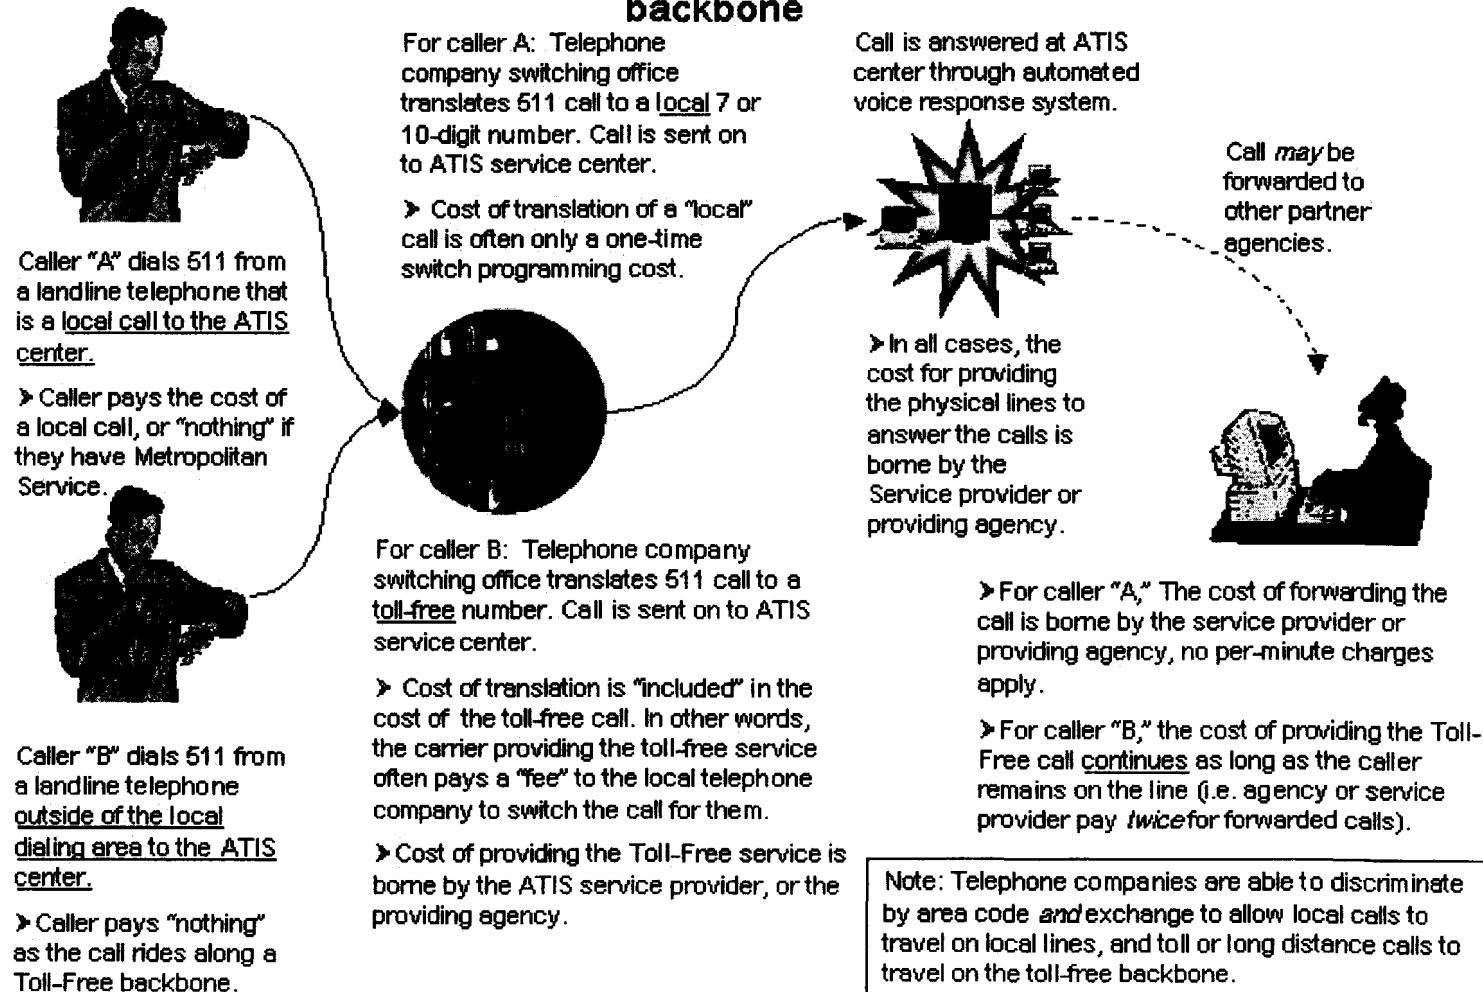 backbone
For caller A: Telephone
company switching office
translates 511 call to a local 7 or
10-digit number. Call is sent on
to ATIS service center.
➤ Cost of translation of a "local"
call is often only a one-time
switch programming cost.
Call is answered at ATIS
center through automated
voice response system.
Call may be
forwarded to
other partner
agencies.
Caller "A" dials 511 from
a landline telephone that
is a local call to the ATIS
center.
➤ Caller pays the cost of
a local call, or "nothing" if
they have Metropolitan
Service.
➤ In all cases, the
cost for providing
the physical lines to
answer the calls is
borne by the
Service provider or
providing agency.
For caller B: Telephone company
switching office translates 511 call to a
toll-free number. Call is sent on to ATIS
service center.
➤ Cost of translation is "included" in the
cost of the toll-free call. In other words,
the carrier providing the toll-free service
often pays a "fee" to the local telephone
company to switch the call for them.
➤ Cost of providing the Toll-Free service is
borne by the ATIS service provider, or the
providing agency.
➤ For caller "A," The cost of forwarding the
call is borne by the service provider or
providing agency, no per-minute charges
apply.
➤ For caller "B," the cost of providing the Toll-
Free call continues as long as the caller
remains on the line (i.e. agency or service
provider pay twice for forwarded calls).
Caller "B" dials 511 from
a landline telephone
outside of the local
dialing area to the ATIS
center.
➤ Caller pays "nothing"
as the call rides along a
Toll-Free backbone.
Note: Telephone companies are able to discriminate
by area code and exchange to allow local calls to
travel on local lines, and toll or long distance calls to
travel on the toll-free backbone.